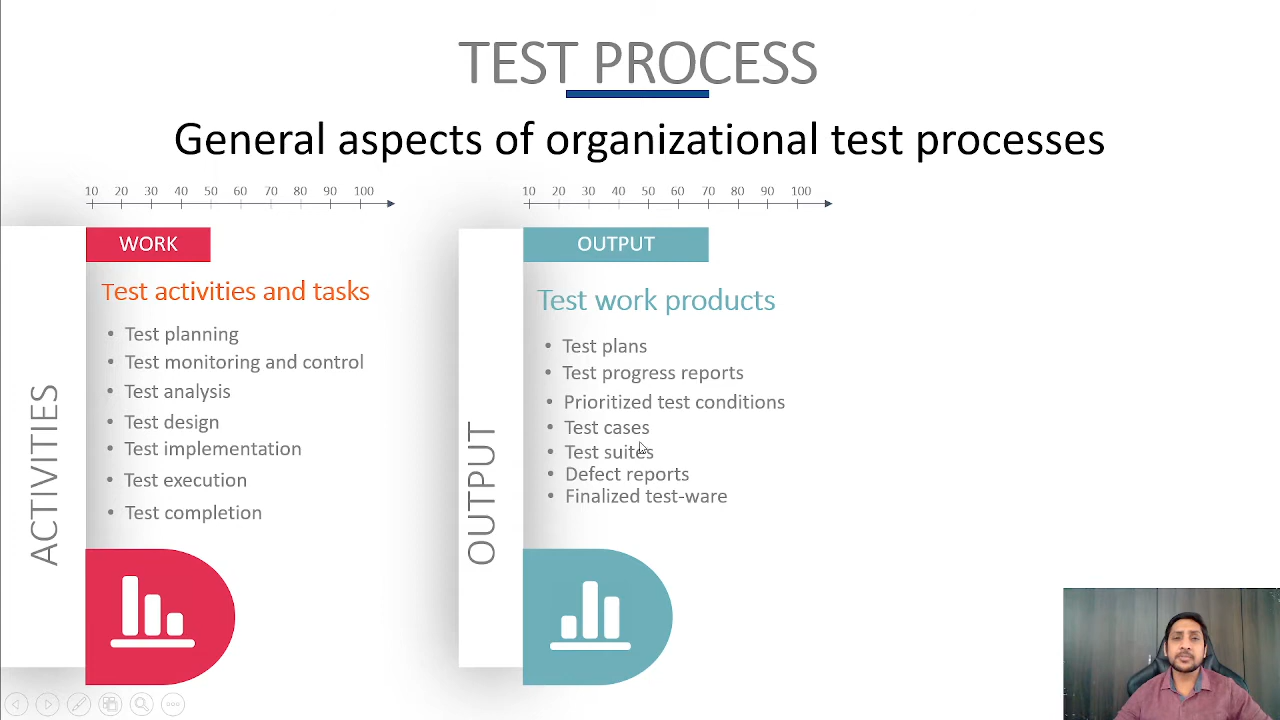 TEST PROCESS
General aspects of organizational test processes
10 20 30 40 50 60 70 80 90 100
WORK
Test activities and tasks
• Test planning
• Test monitoring and control
• Test analysis
• Test design
• Test implementation
• Test execution
• Test completion
ACTIVITIES
10 20 30 40 50 60 70 80 90 100
OUTPUT
Test work products
• Test plans
• Test progress reports
• Prioritized test conditions
• Test cases
• Test suites
• Defect reports
• Finalized test-ware
OUTPUT